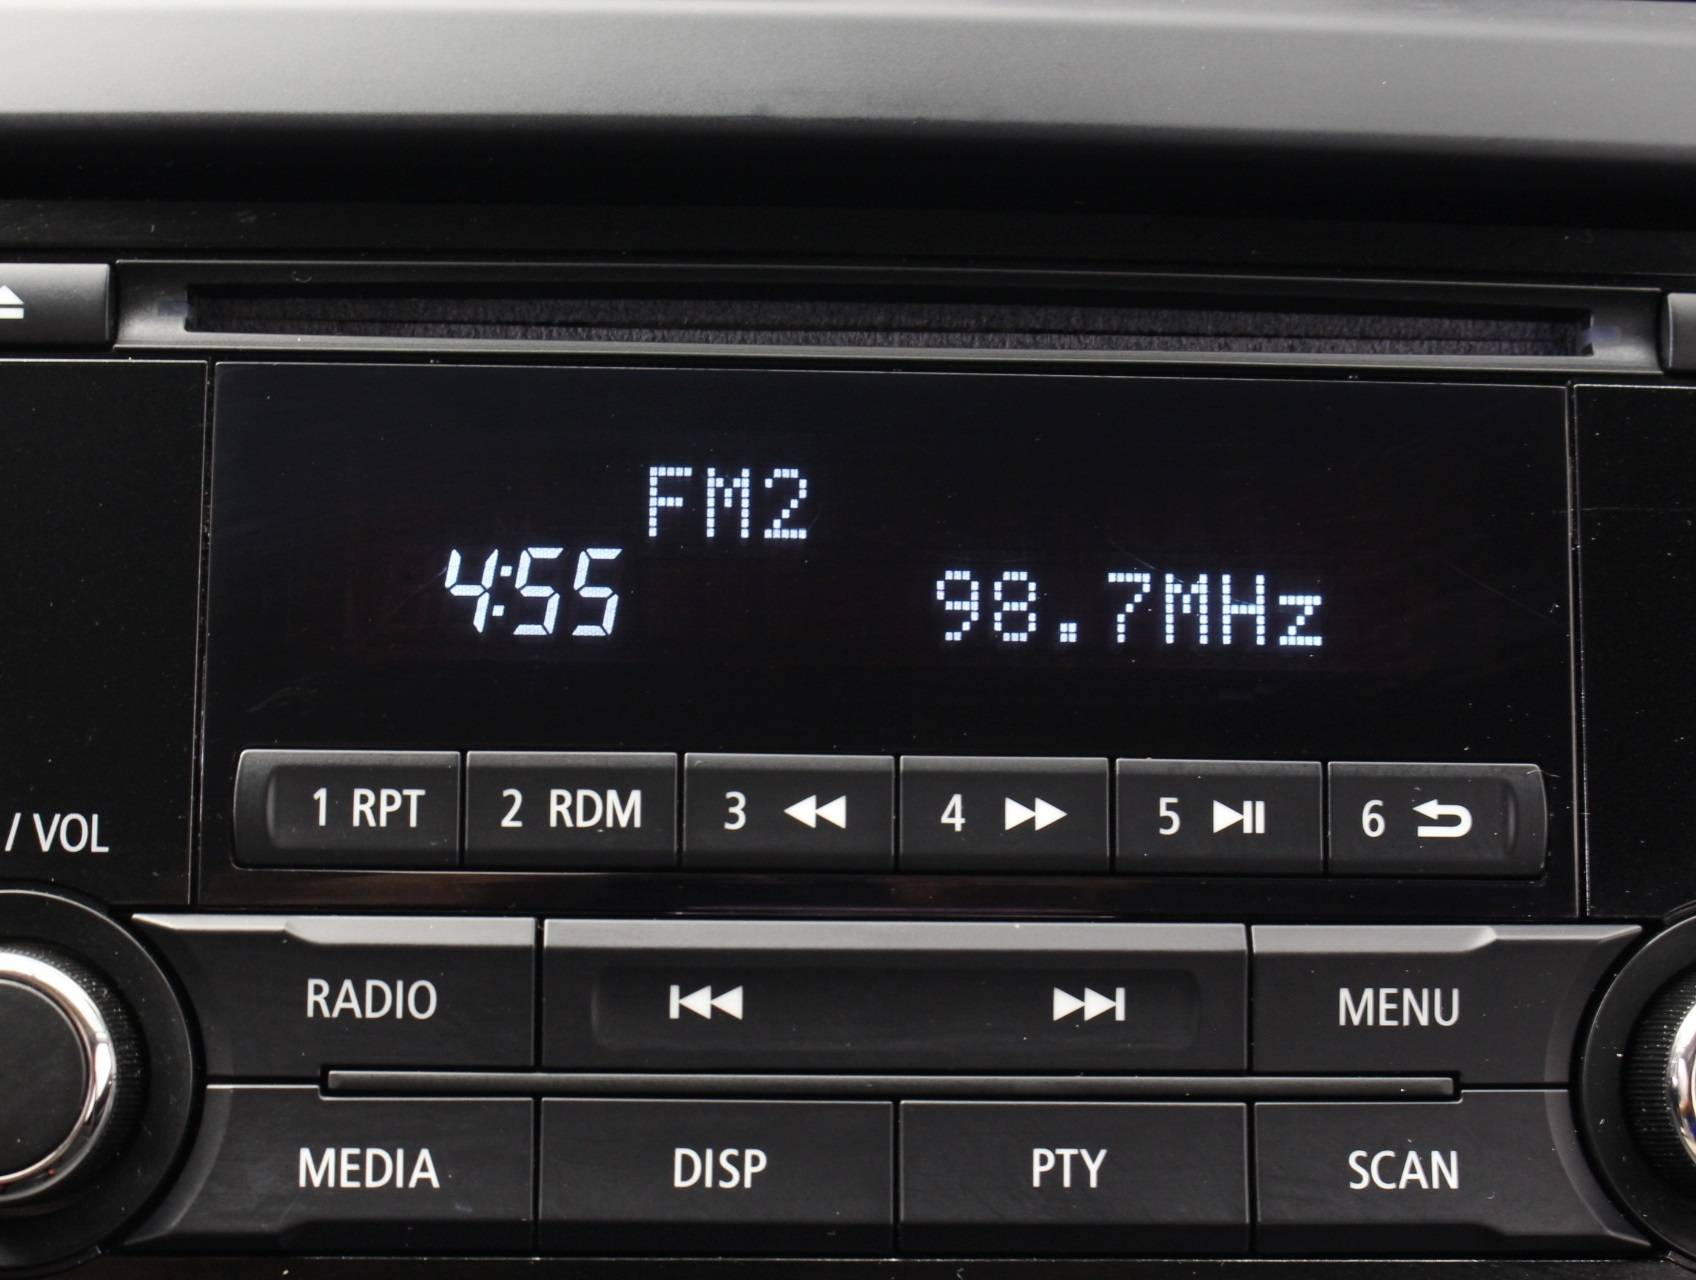 FM2
4:55 98.7MHz
1 RPT 2 RDM 3 4 5 6
/ VOL
RADIO MENU
MEDIA DISP PTY SCAN